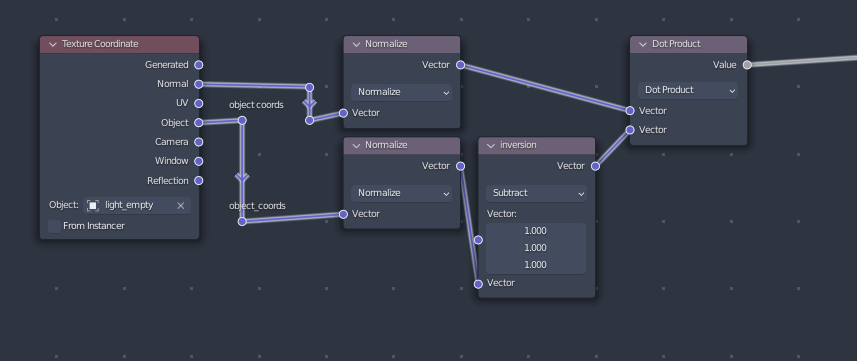 Texture Coordinate
Generated
Normal
UV
Object
Camera
Window
Reflection
Object:
light_empty
From Instancer
object coords
object_coords
Normalize
Vector
Normalize
Vector
Normalize
Vector
Normalize
Vector
inversion
Vector
Subtract
Vector:
1.000
1.000
1.000
Vector
Dot Product
Value
Dot Product
Vector
Vector